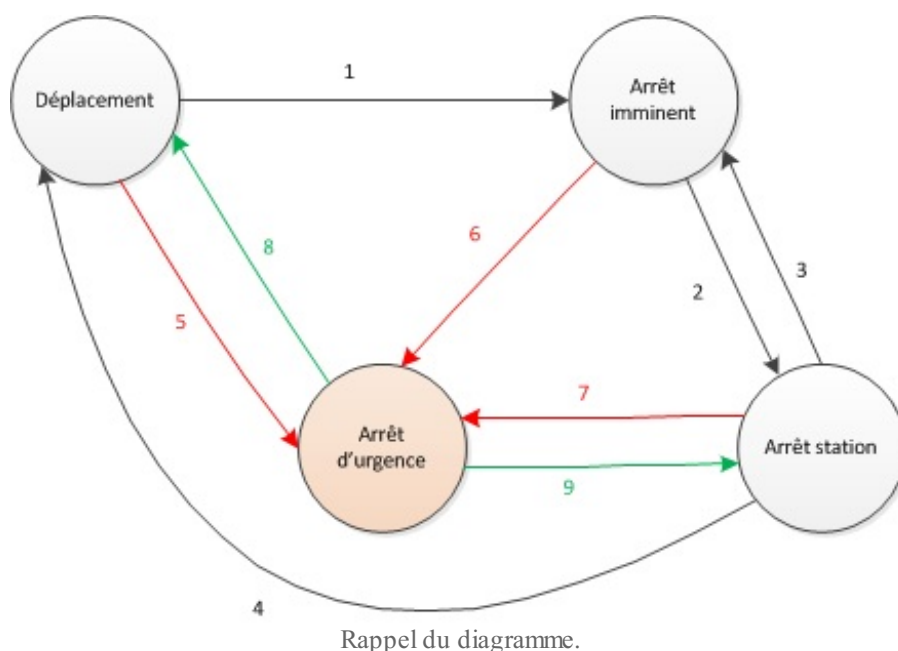 1
Déplacement
Arrêt
imminent
8
6
5
2
3
7
Arrêt
d'urgence
Arrêt station
9
4
Rappel du diagramme.